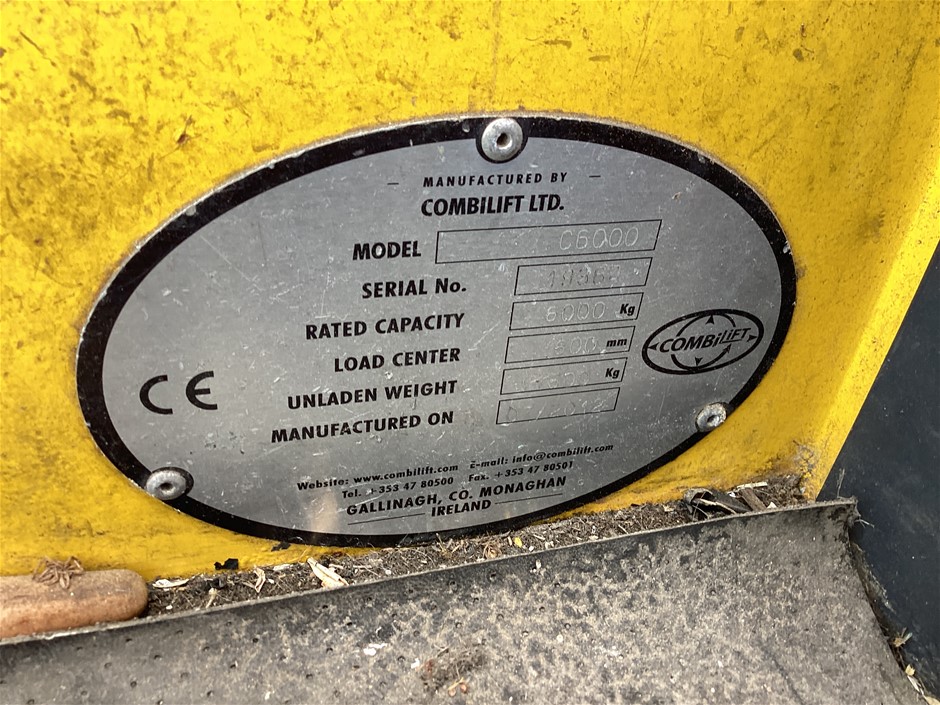 MANUFACTURED BY
COMBILIFT LTD.
MODEL C6000
SERIAL No.
RATED CAPACITY 6000 Kg
LOAD CENTER mm
UNLADEN WEIGHT Kg
MANUFACTURED ON
CE
COMBiLiFT
Website: www.combilift.com E-mail: info@combilift.com
Tel. +353 47 80500 Fax. +353 47 80501
GALLINAGH, CO. MONAGHAN
IRELAND